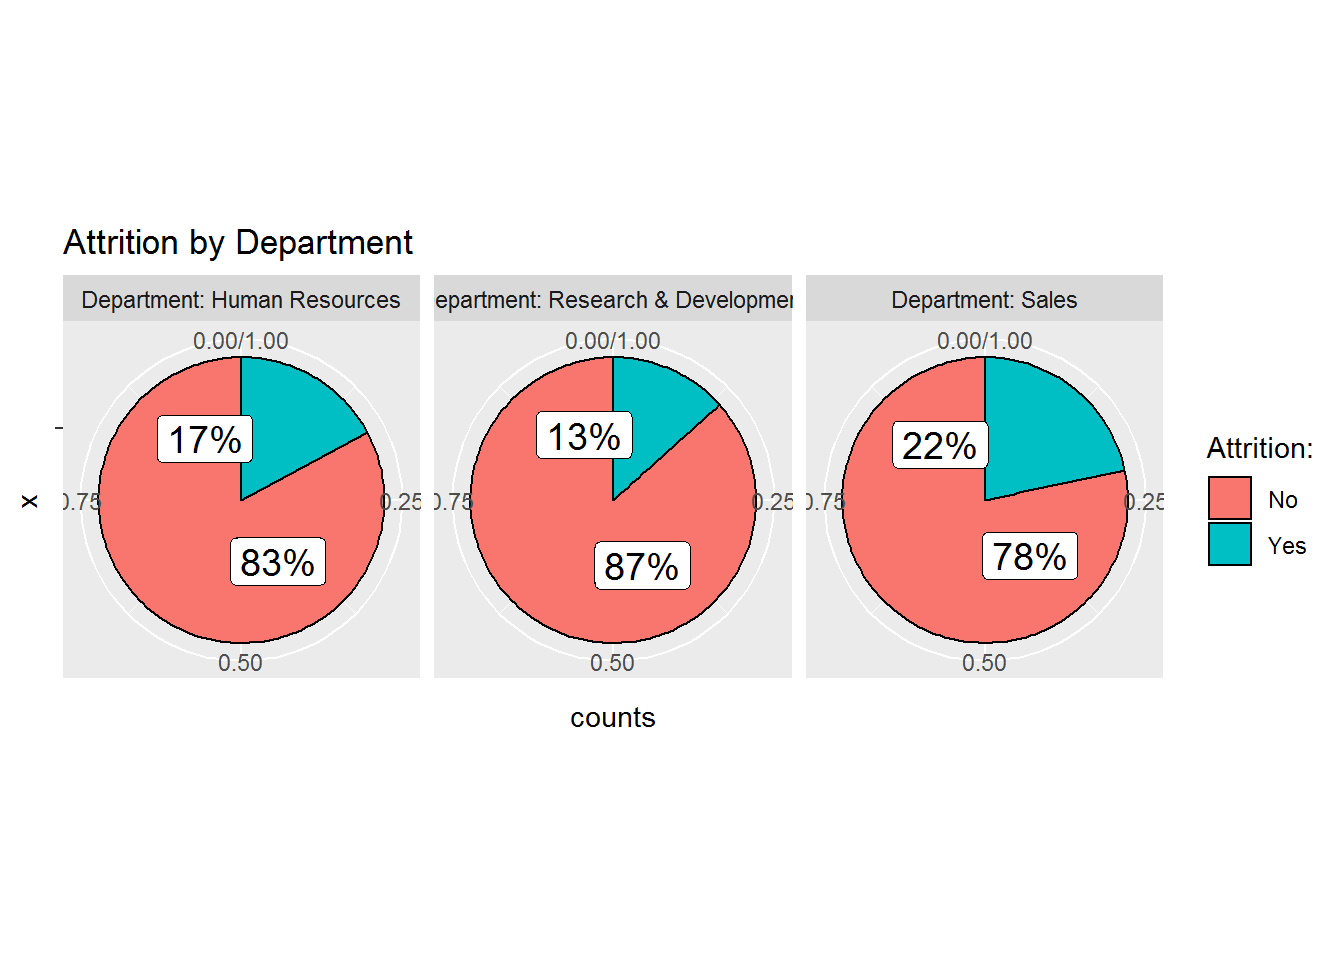 Attrition by Department
Department: Human Resources
epartment: Research & Developmen
Department: Sales
0.00/1.00
0.00/1.00
0.00/1.00
17%
13%
22%
Attrition:
No
Yes
x
0.75
0.25
0.75
0.25
0.75
0.25
83%
87%
78%
0.50
0.50
0.50
counts